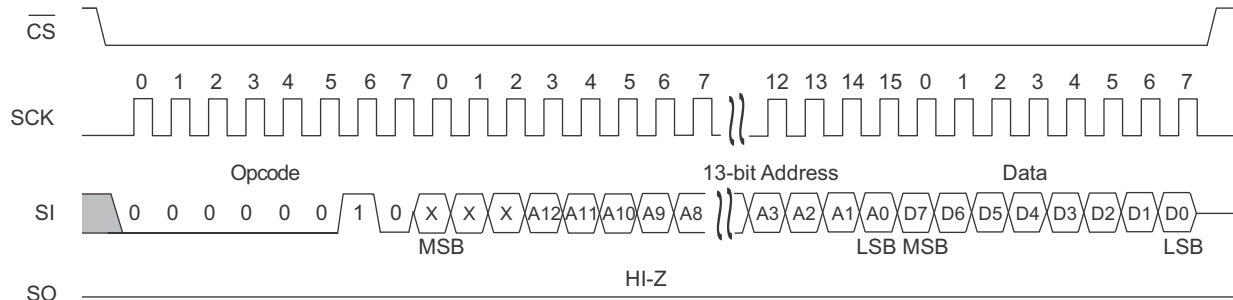 CS
0 1 2 3 4 5 6 7 0 1 2 3 4 5 6 7 12 13 14 15 0 1 2 3 4 5 6 7
SCK
Opcode 13-bit Address Data
SI 0 0 0 0 0 0 1 0 X X X A12 A11 A10 A9 A8 A3 A2 A1 A0 D7 D6 D5 D4 D3 D2 D1 D0
MSB LSB MSB LSB
HI-Z
SO